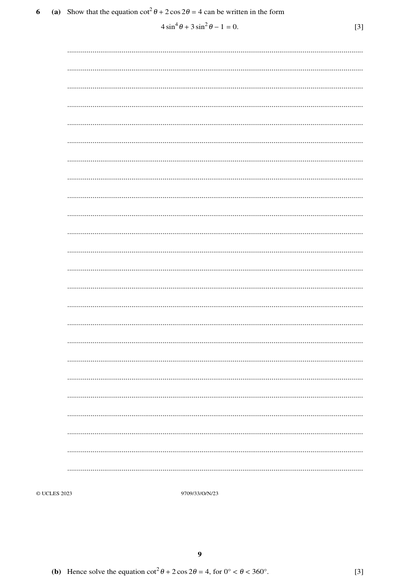 6 (a) Show that the equation cot² θ + 2 cos 2θ = 4 can be written in the form
4 sin⁴ θ + 3 sin² θ − 1 = 0. [3]
© UCLES 2023 9709/33/O/N/23
9
(b) Hence solve the equation cot² θ + 2 cos 2θ = 4, for 0° < θ < 360°. [3]